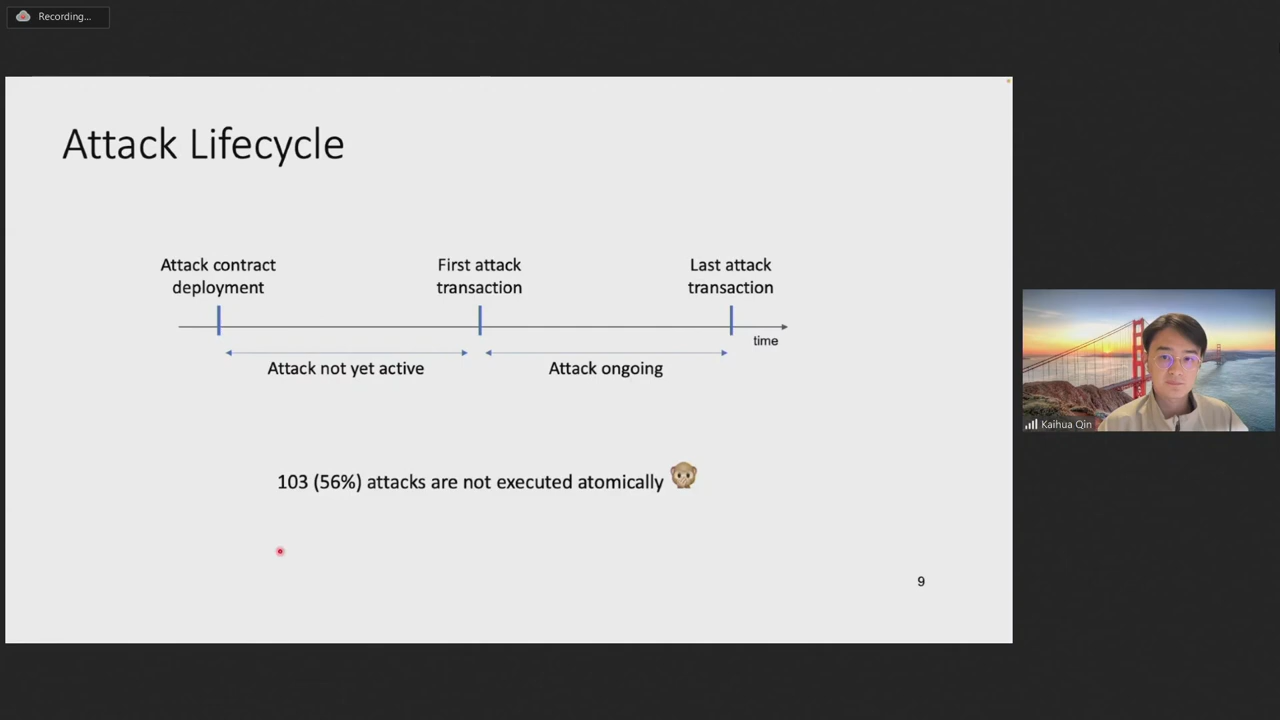 Recording...
Attack Lifecycle
Attack contract
deployment
First attack
transaction
Last attack
transaction
time
Attack not yet active
Attack ongoing
103 (56%) attacks are not executed atomically
9
Kaihua Qin